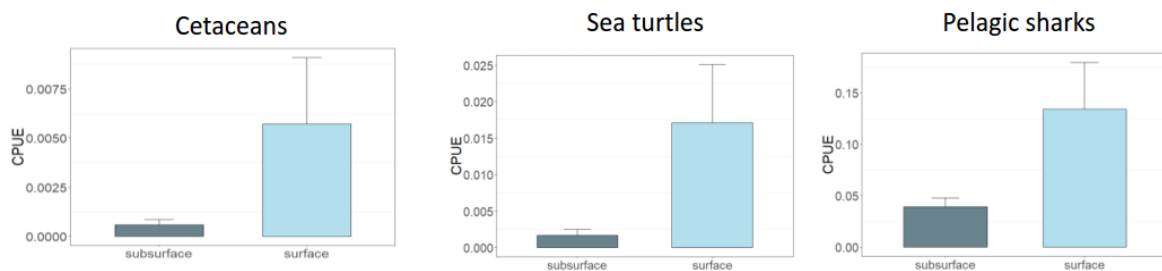 Cetaceans
CPUE
0.0075
0.0050
0.0025
0.0000
subsurface surface
Sea turtles
CPUE
0.025
0.020
0.015
0.010
0.005
0.000
subsurface surface
Pelagic sharks
CPUE
0.15
0.10
0.05
0.00
subsurface surface